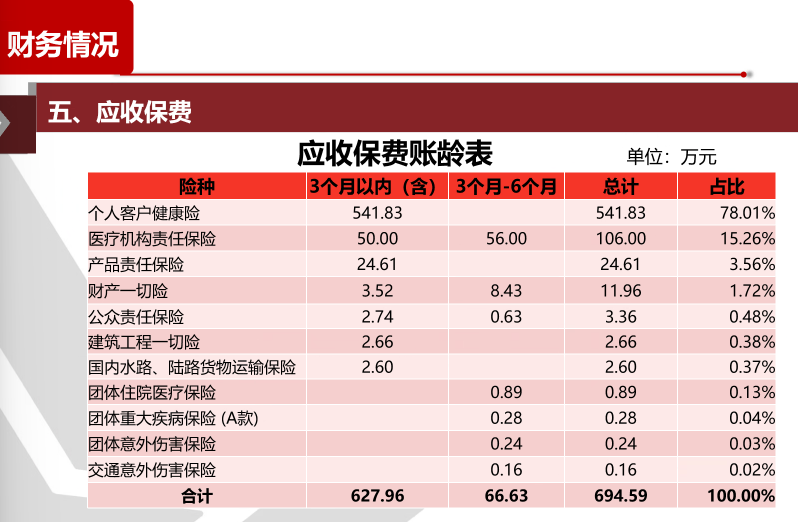 财务情况
五、应收保费
应收保费账龄表 单位：万元
险种 3个月以内（含） 3个月-6个月 总计 占比
个人客户健康险 541.83 541.83 78.01%
医疗机构责任保险 50.00 56.00 106.00 15.26%
产品责任保险 24.61 24.61 3.56%
财产一切险 3.52 8.43 11.96 1.72%
公众责任保险 2.74 0.63 3.36 0.48%
建筑工程一切险 2.66 2.66 0.38%
国内水路、陆路货物运输保险 2.60 2.60 0.37%
团体住院医疗保险 0.89 0.89 0.13%
团体重大疾病保险 (A款) 0.28 0.28 0.04%
团体意外伤害保险 0.24 0.24 0.03%
交通意外伤害保险 0.16 0.16 0.02%
合计 627.96 66.63 694.59 100.00%